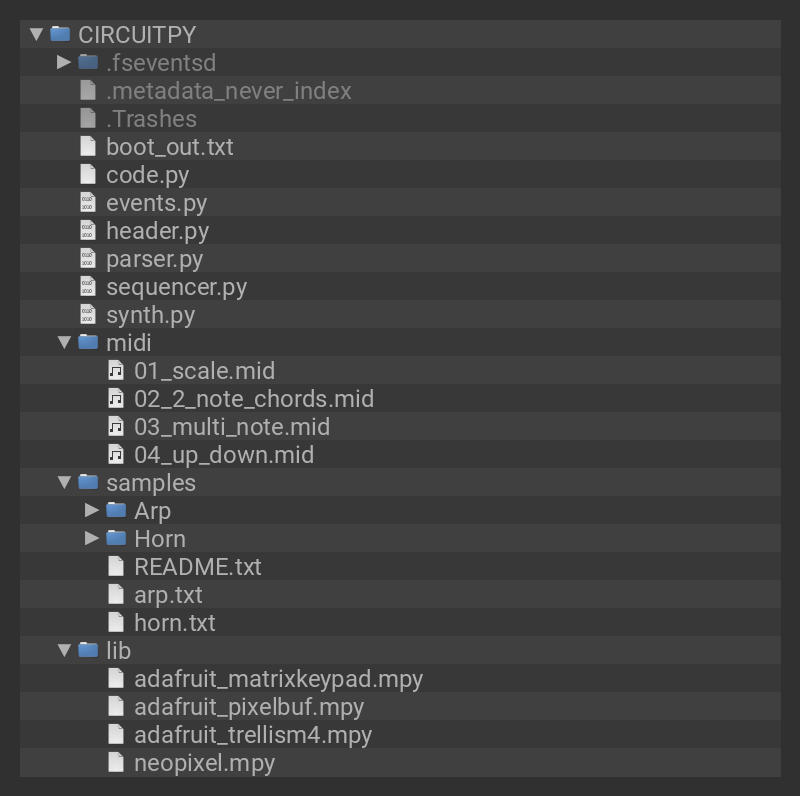 CIRCUITPY
.fseventsd
.metadata_never_index
.Trashes
boot_out.txt
code.py
events.py
header.py
parser.py
sequencer.py
synth.py
midi
01_scale.mid
02_2_note_chords.mid
03_multi_note.mid
04_up_down.mid
samples
Arp
Horn
README.txt
arp.txt
horn.txt
lib
adafruit_matrixkeypad.mpy
adafruit_pixelbuf.mpy
adafruit_trellism4.mpy
neopixel.mpy